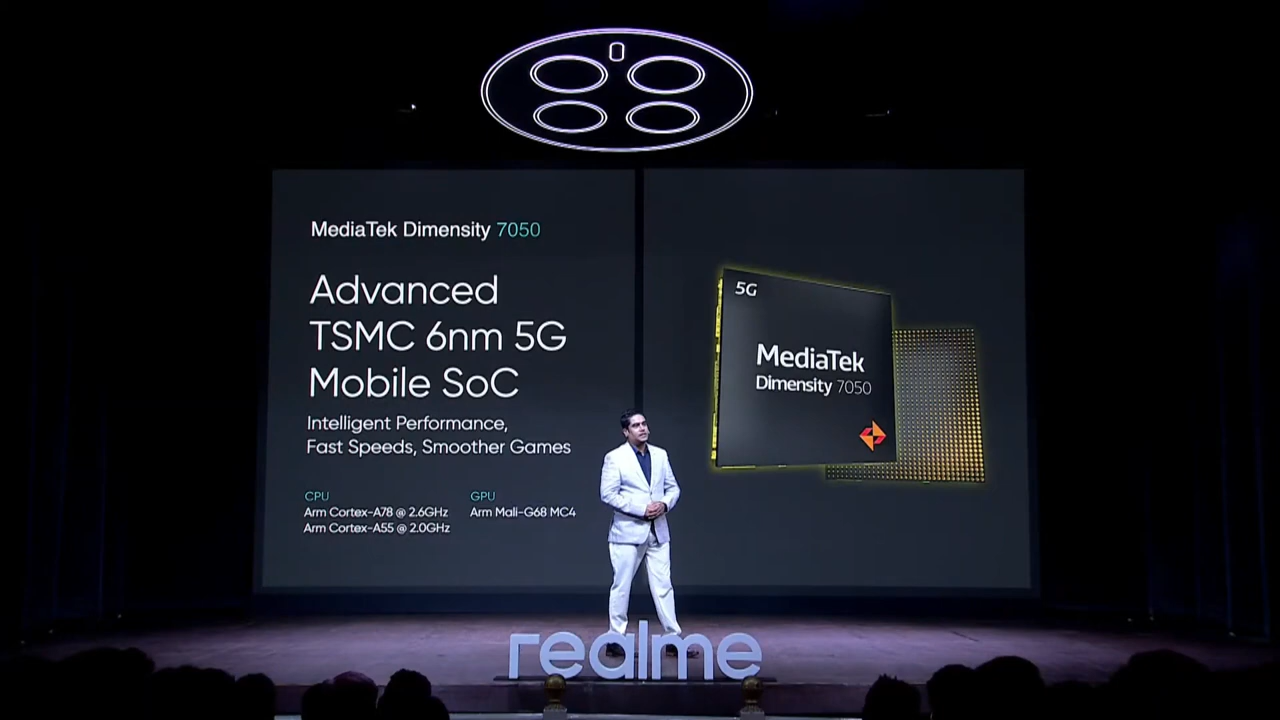 MediaTek Dimensity 7050
Advanced
TSMC 6nm 5G
Mobile SoC
Intelligent Performance,
Fast Speeds, Smoother Games
CPU
Arm Cortex-A78 @ 2.6GHz
Arm Cortex-A55 @ 2.0GHz
GPU
Arm Mali-G68 MC4
5G
MediaTek
Dimensity 7050
realme